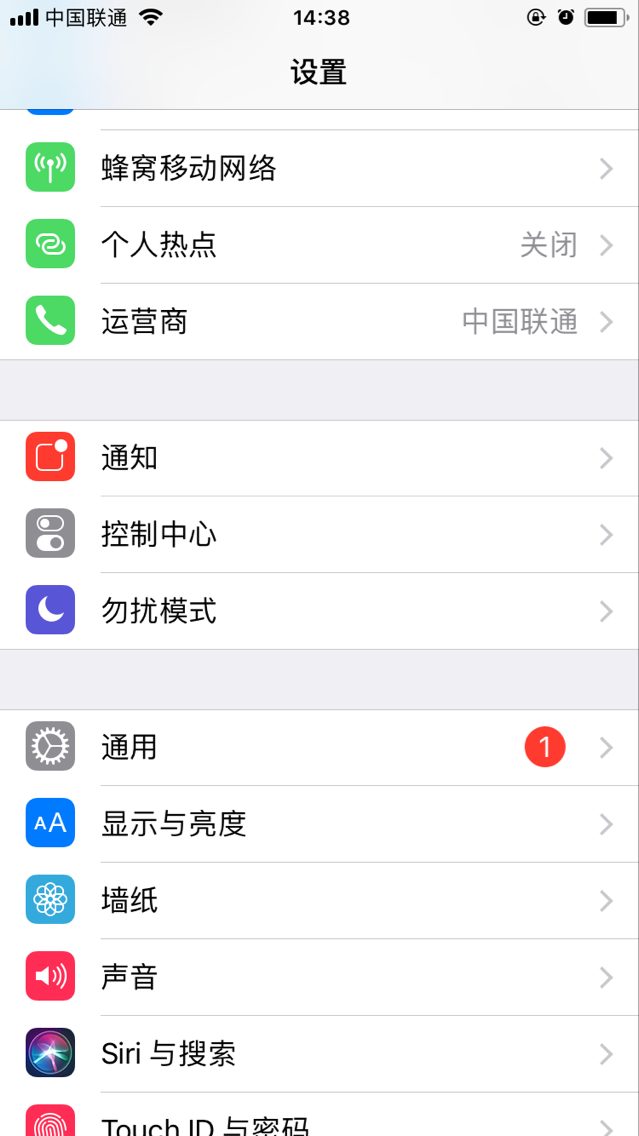 中国联通 14:38
设置
蜂窝移动网络
个人热点 关闭
运营商 中国联通
通知
控制中心
勿扰模式
通用 1
AA 显示与亮度
墙纸
声音
Siri 与搜索
Touch ID 与密码